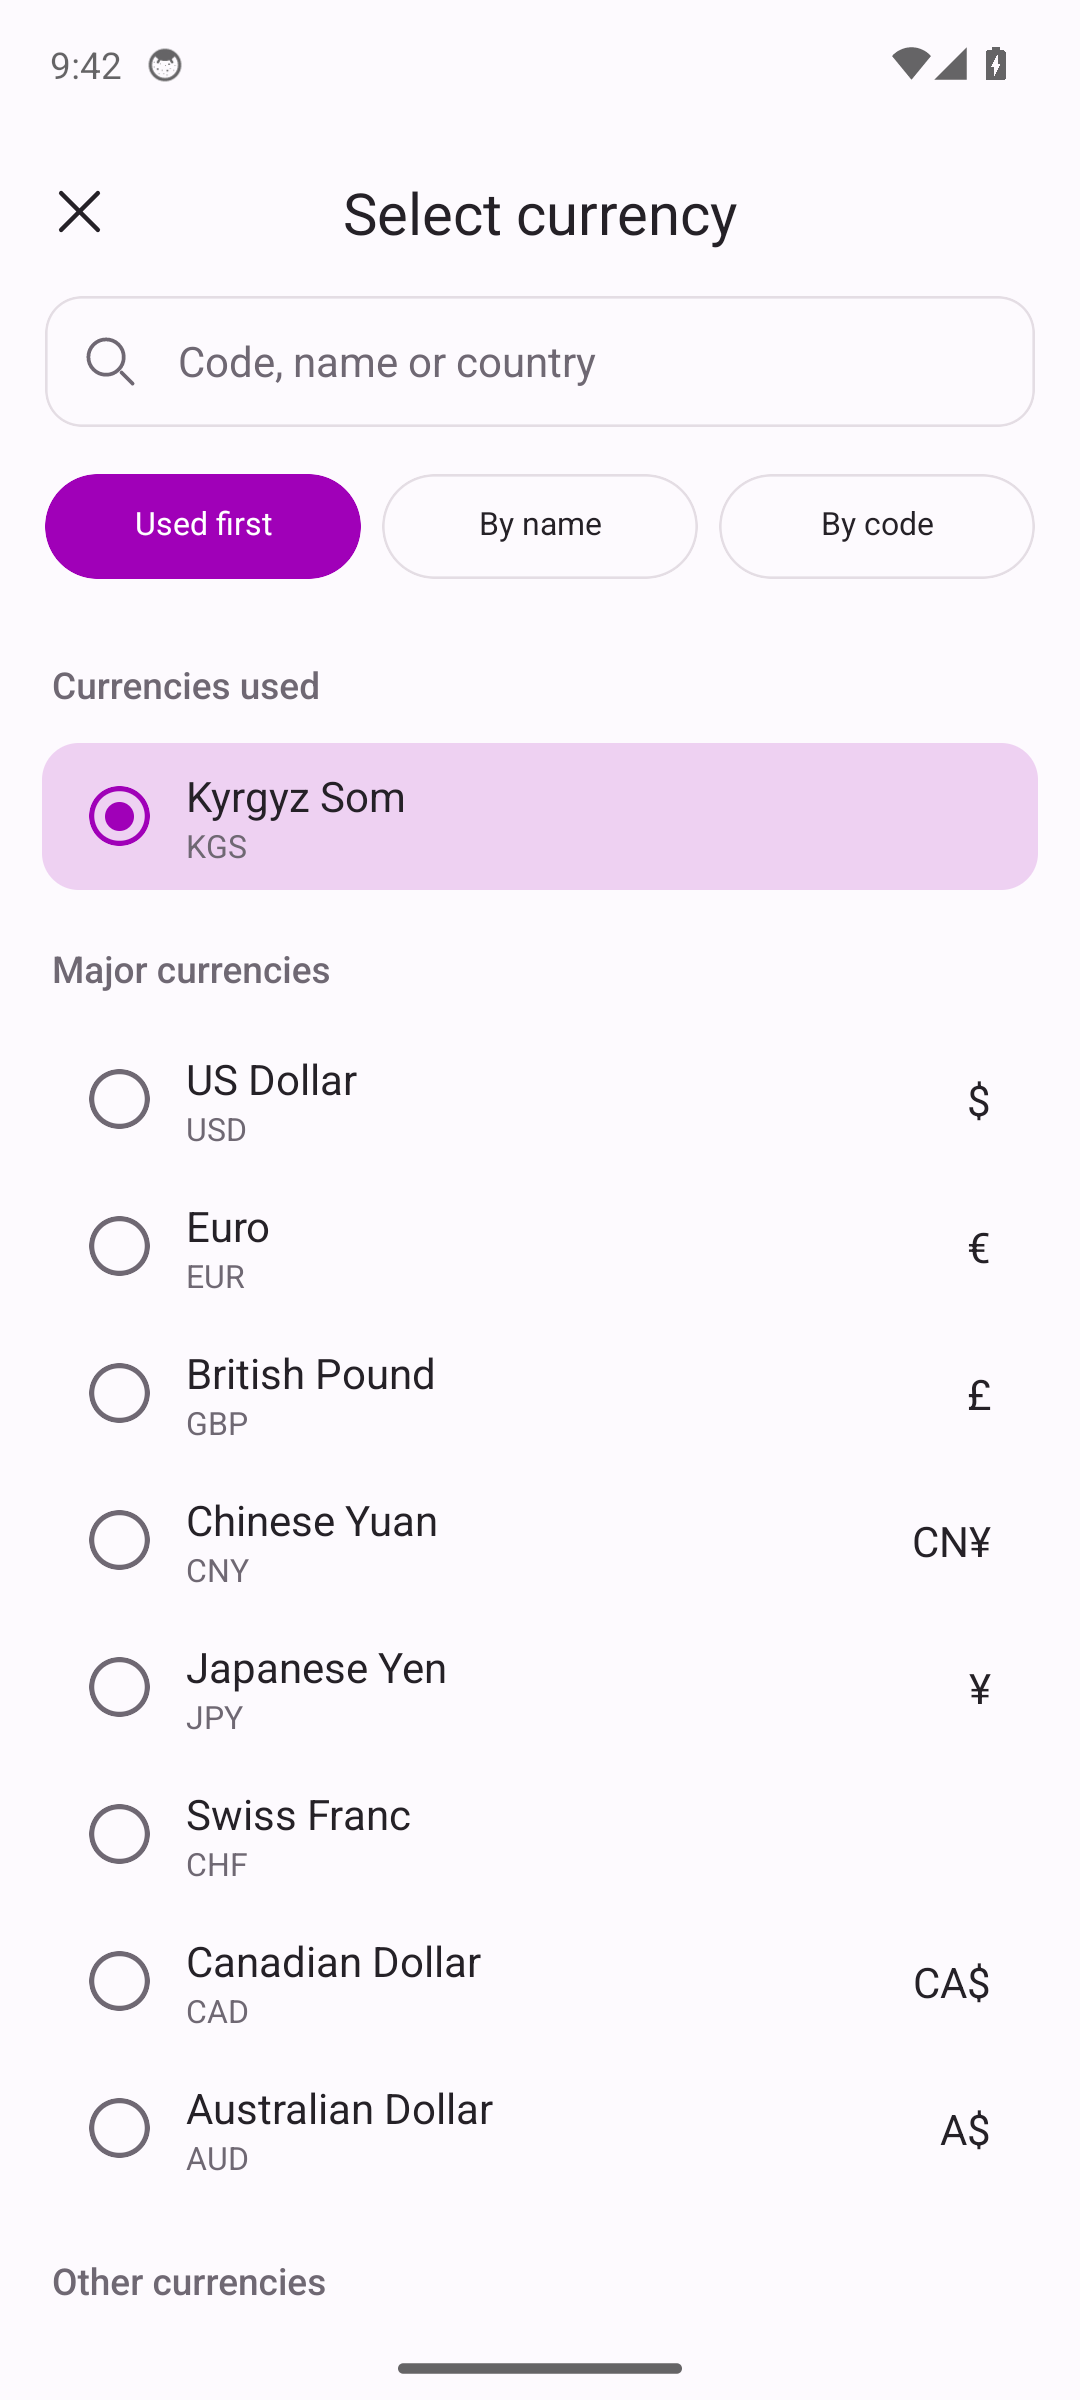 9:42
Select currency
Code, name or country
Used first
By name
By code
Currencies used
Kyrgyz Som
KGS
Major currencies
US Dollar
$
USD
Euro
€
EUR
British Pound
£
GBP
Chinese Yuan
CN¥
CNY
Japanese Yen
¥
JPY
Swiss Franc
CHF
Canadian Dollar
CA$
CAD
Australian Dollar
A$
AUD
Other currencies